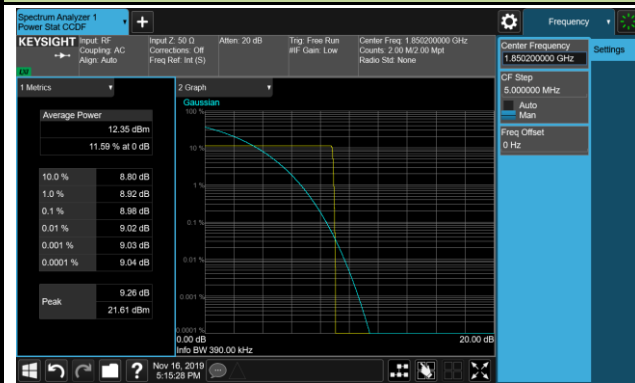 Spectrum Analyzer 1
Power Stat CCDF
Frequency
KEYSIGHT
Input: RF
Coupling: AC
Align: Auto
Input Z: 50 Ω
Corrections: Off
Freq Ref: Int (S)
Atten: 20 dB
Trig: Free Run
#IF Gain: Low
Center Freq: 1.850200000 GHz
Counts: 2.00 M/2.00 Mpt
Radio Std: None
Center Frequency
1.850200000 GHz
Settings
CF Step
5.000000 MHz
Auto
Man
Freq Offset
0 Hz
1 Metrics
Average Power
12.35 dBm
11.59 % at 0 dB
10.0 % 8.80 dB
1.0 % 8.92 dB
0.1 % 8.98 dB
0.01 % 9.02 dB
0.001 % 9.03 dB
0.0001 % 9.04 dB
Peak
9.26 dB
21.61 dBm
2 Graph
Gaussian
100 %
10 %
1 %
0.1 %
0.01 %
0.001 %
0.0001 %
0.00 dB
20.00 dB
Info BW 390.00 kHz
Nov 16, 2019
5:15:28 PM